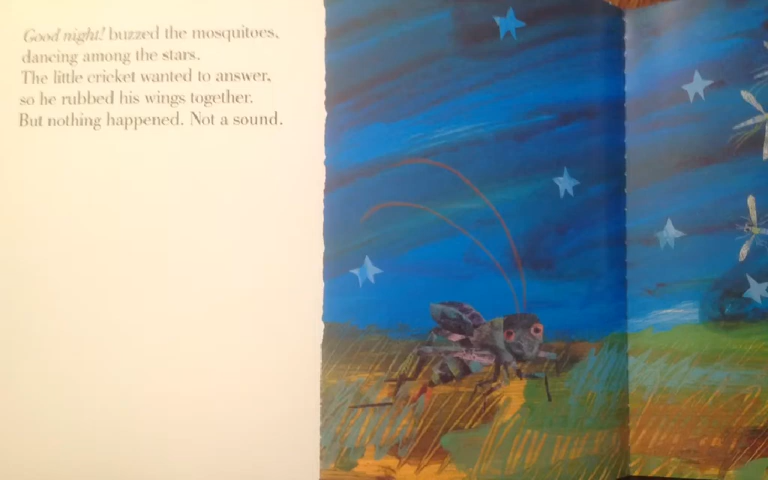 Good night! buzzed the mosquitoes,
dancing among the stars.
The little cricket wanted to answer,
so he rubbed his wings together.
But nothing happened. Not a sound.